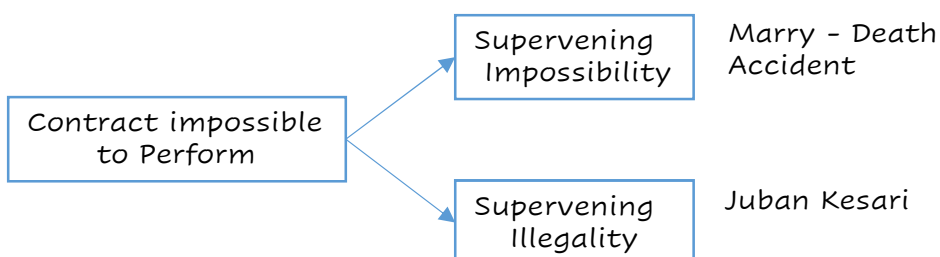 Contract impossible
to Perform
Supervening
Impossibility
Marry - Death
Accident
Supervening
Illegality
Juban Kesari